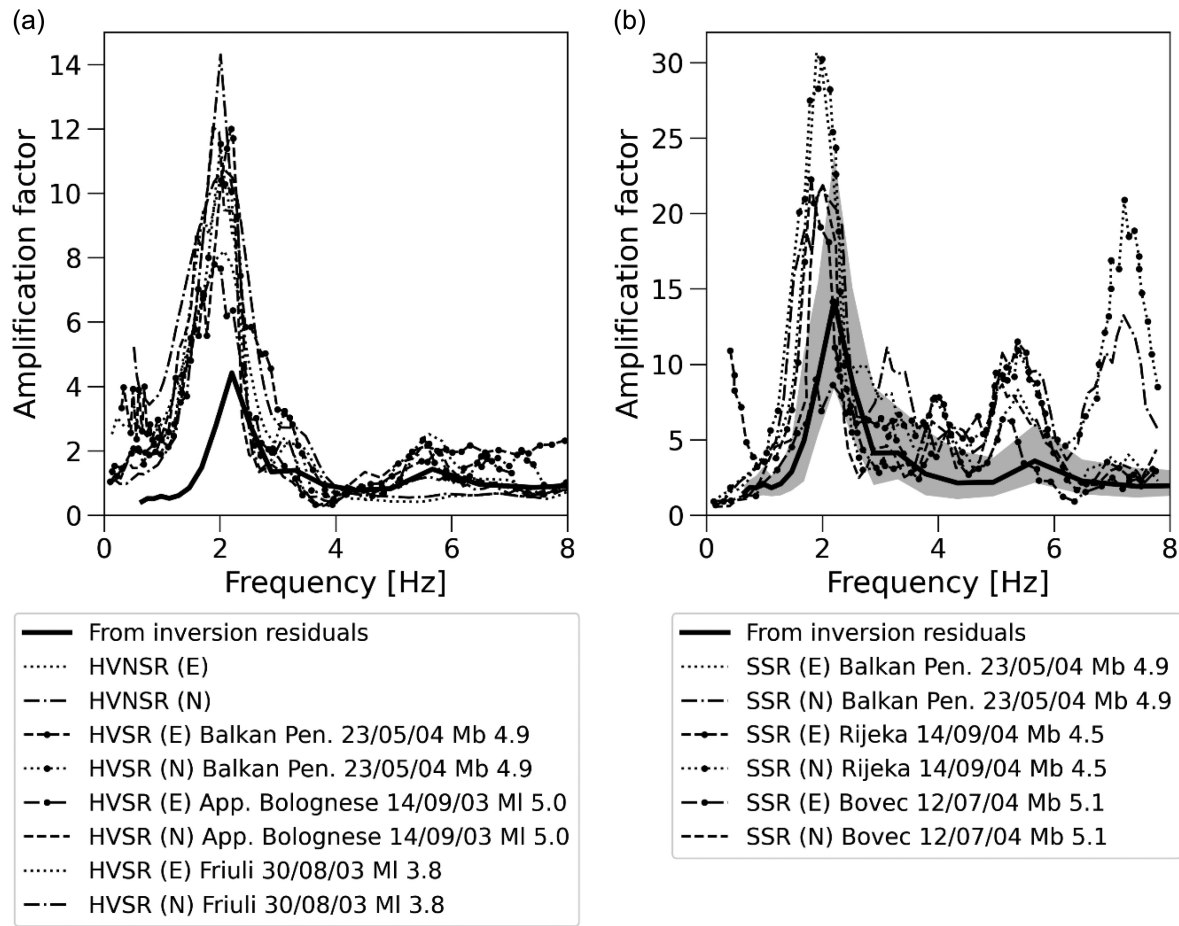 (a)
14
12
10
8
6
4
2
0
Amplification factor
0 2 4 6 8
Frequency [Hz]
From inversion residuals
HVNSR (E)
HVNSR (N)
HVSR (E) Balkan Pen. 23/05/04 Mb 4.9
HVSR (N) Balkan Pen. 23/05/04 Mb 4.9
HVSR (E) App. Bolognese 14/09/03 Ml 5.0
HVSR (N) App. Bolognese 14/09/03 Ml 5.0
HVSR (E) Friuli 30/08/03 Ml 3.8
HVSR (N) Friuli 30/08/03 Ml 3.8
(b)
30
25
20
15
10
5
0
Amplification factor
0 2 4 6 8
Frequency [Hz]
From inversion residuals
SSR (E) Balkan Pen. 23/05/04 Mb 4.9
SSR (N) Balkan Pen. 23/05/04 Mb 4.9
SSR (E) Rijeka 14/09/04 Mb 4.5
SSR (N) Rijeka 14/09/04 Mb 4.5
SSR (E) Bovec 12/07/04 Mb 5.1
SSR (N) Bovec 12/07/04 Mb 5.1